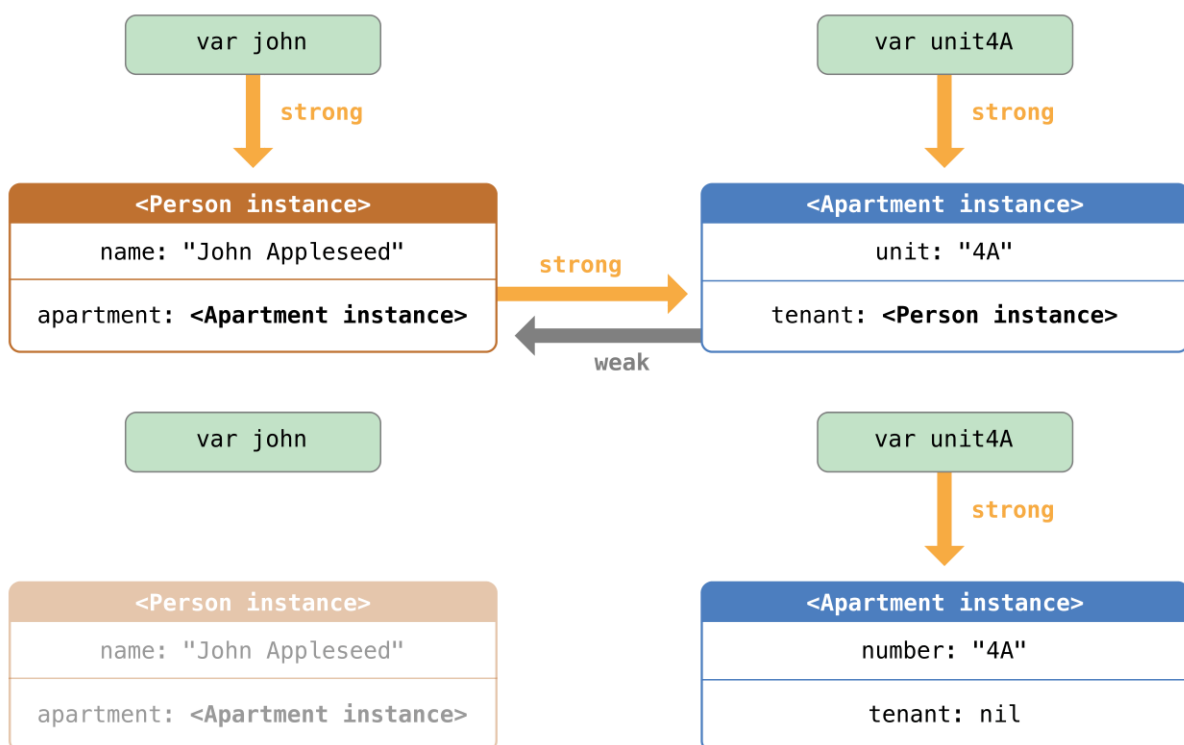 var john
var unit4A
strong
strong
<Person instance>
<Apartment instance>
name: "John Appleseed"
unit: "4A"
strong
apartment: <Apartment instance>
tenant: <Person instance>
weak
var john
var unit4A
strong
<Person instance>
<Apartment instance>
name: "John Appleseed"
number: "4A"
apartment: <Apartment instance>
tenant: nil